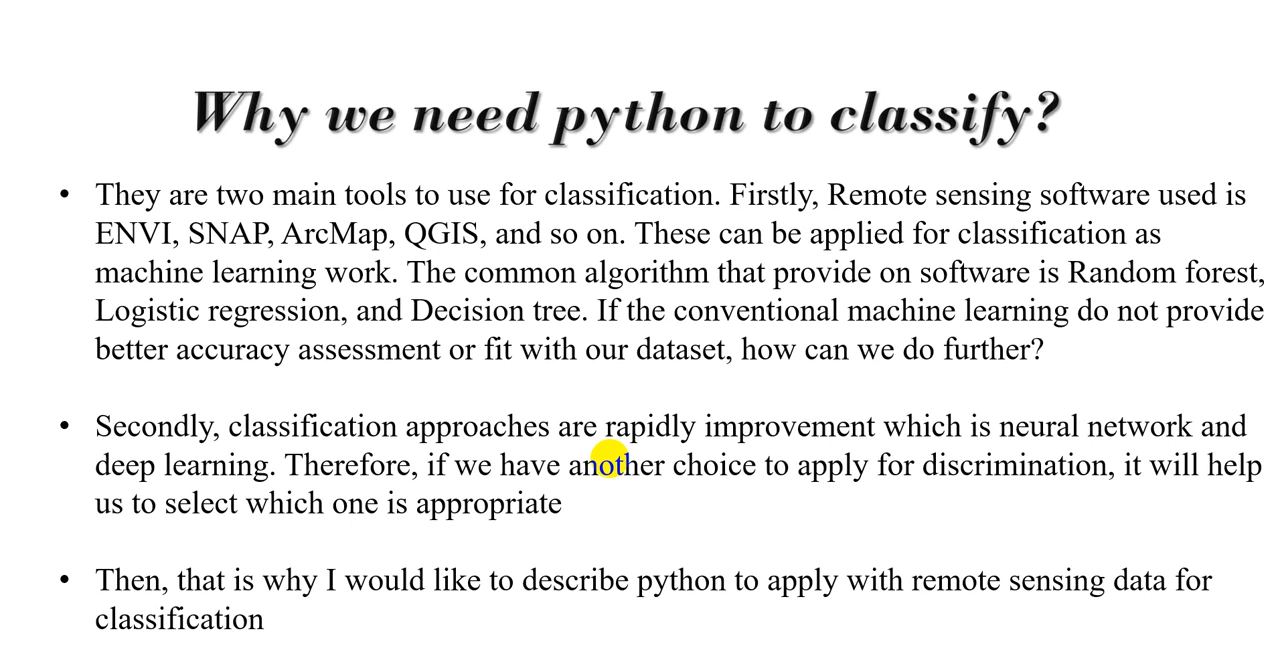 Why we need python to classify?
• They are two main tools to use for classification. Firstly, Remote sensing software used is
ENVI, SNAP, ArcMap, QGIS, and so on. These can be applied for classification as
machine learning work. The common algorithm that provide on software is Random forest,
Logistic regression, and Decision tree. If the conventional machine learning do not provide
better accuracy assessment or fit with our dataset, how can we do further?
• Secondly, classification approaches are rapidly improvement which is neural network and
deep learning. Therefore, if we have another choice to apply for discrimination, it will help
us to select which one is appropriate
• Then, that is why I would like to describe python to apply with remote sensing data for
classification